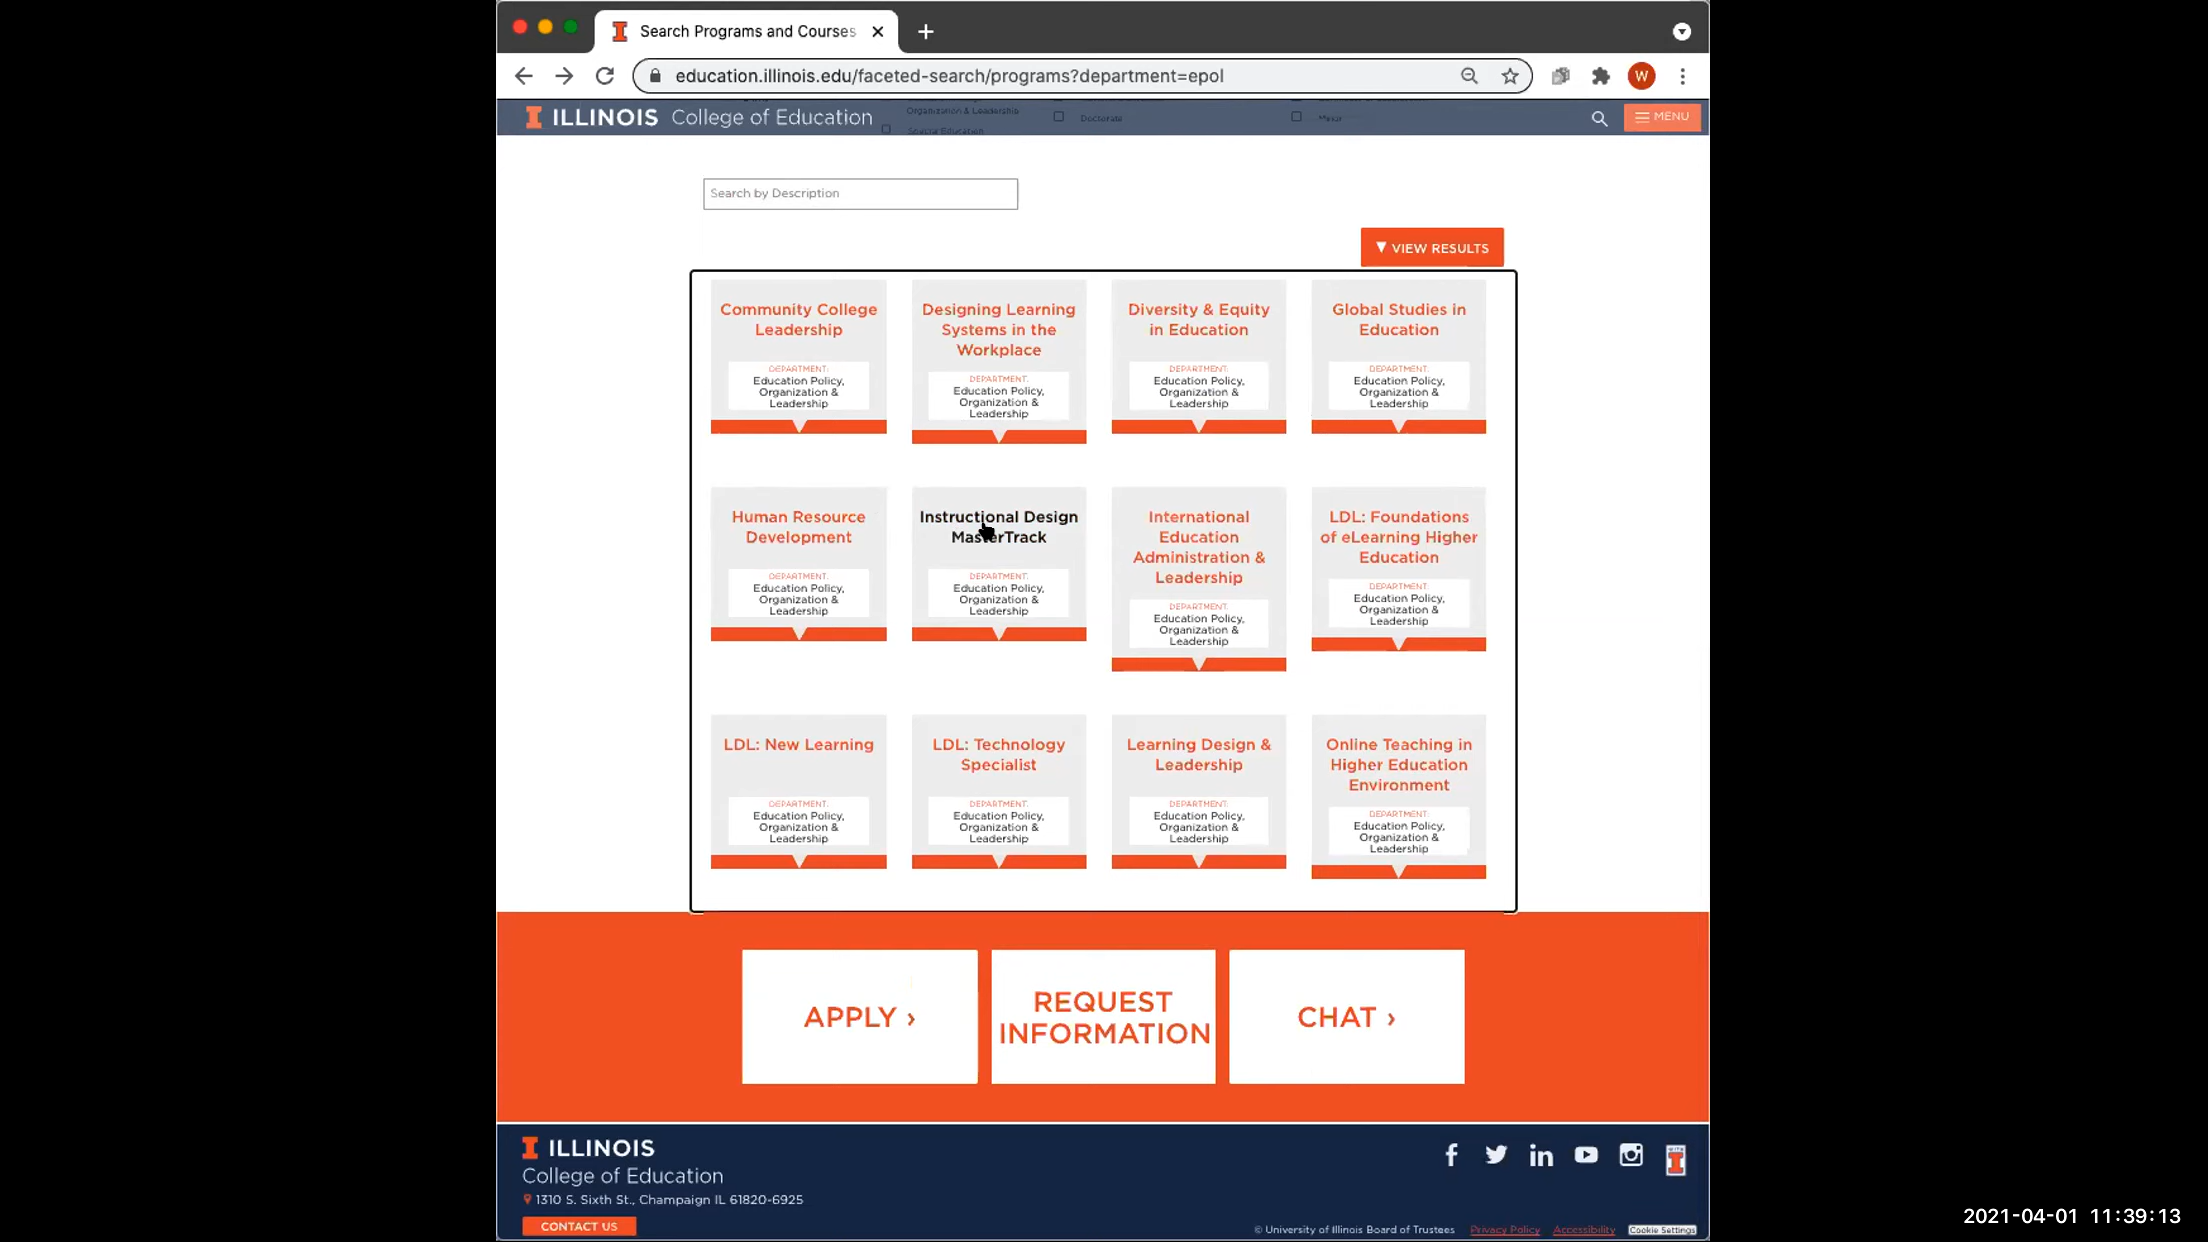 Search Programs and Courses
education.illinois.edu/faceted-search/programs?department=epol
W
ILLINOIS College of Education
Organization & Leadership
Special Education
Doctorate
Minor
MENU
Search by Description
VIEW RESULTS
Community College
Leadership
DEPARTMENT:
Education Policy,
Organization &
Leadership
Designing Learning
Systems in the
Workplace
DEPARTMENT:
Education Policy,
Organization &
Leadership
Diversity & Equity
in Education
DEPARTMENT:
Education Policy,
Organization &
Leadership
Global Studies in
Education
DEPARTMENT:
Education Policy,
Organization &
Leadership
Human Resource
Development
DEPARTMENT:
Education Policy,
Organization &
Leadership
Instructional Design
MasterTrack
DEPARTMENT:
Education Policy,
Organization &
Leadership
International
Education
Administration &
Leadership
DEPARTMENT:
Education Policy,
Organization &
Leadership
LDL: Foundations
of eLearning Higher
Education
DEPARTMENT:
Education Policy,
Organization &
Leadership
LDL: New Learning
DEPARTMENT:
Education Policy,
Organization &
Leadership
LDL: Technology
Specialist
DEPARTMENT:
Education Policy,
Organization &
Leadership
Learning Design &
Leadership
DEPARTMENT:
Education Policy,
Organization &
Leadership
Online Teaching in
Higher Education
Environment
DEPARTMENT:
Education Policy,
Organization &
Leadership
APPLY ›
REQUEST
INFORMATION
CHAT ›
ILLINOIS
College of Education
1310 S. Sixth St., Champaign IL 61820-6925
CONTACT US
© University of Illinois Board of Trustees Privacy Policy Accessibility Cookie Settings
2021-04-01 11:39:13